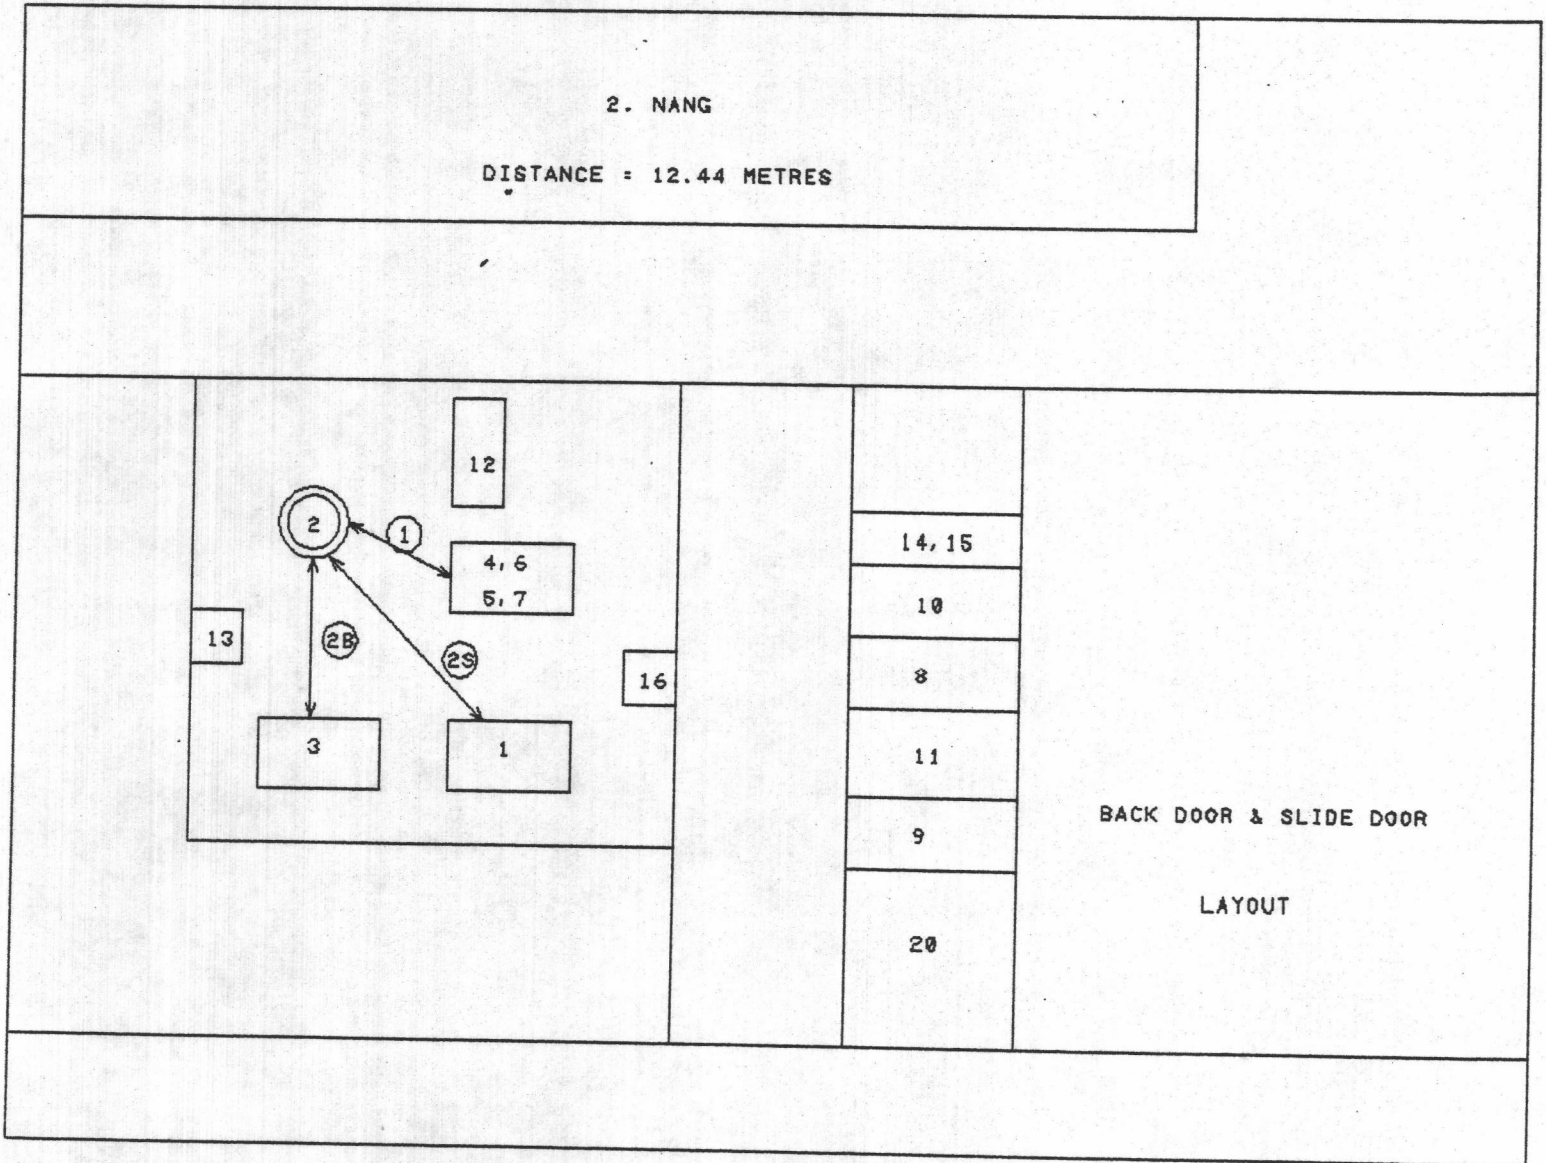 2. NANG
DISTANCE = 12.44 METRES
12
2
1
4,6
5,7
14,15
10
13
2B
2S
16
8
3
1
11
9
20
BACK DOOR & SLIDE DOOR
LAYOUT